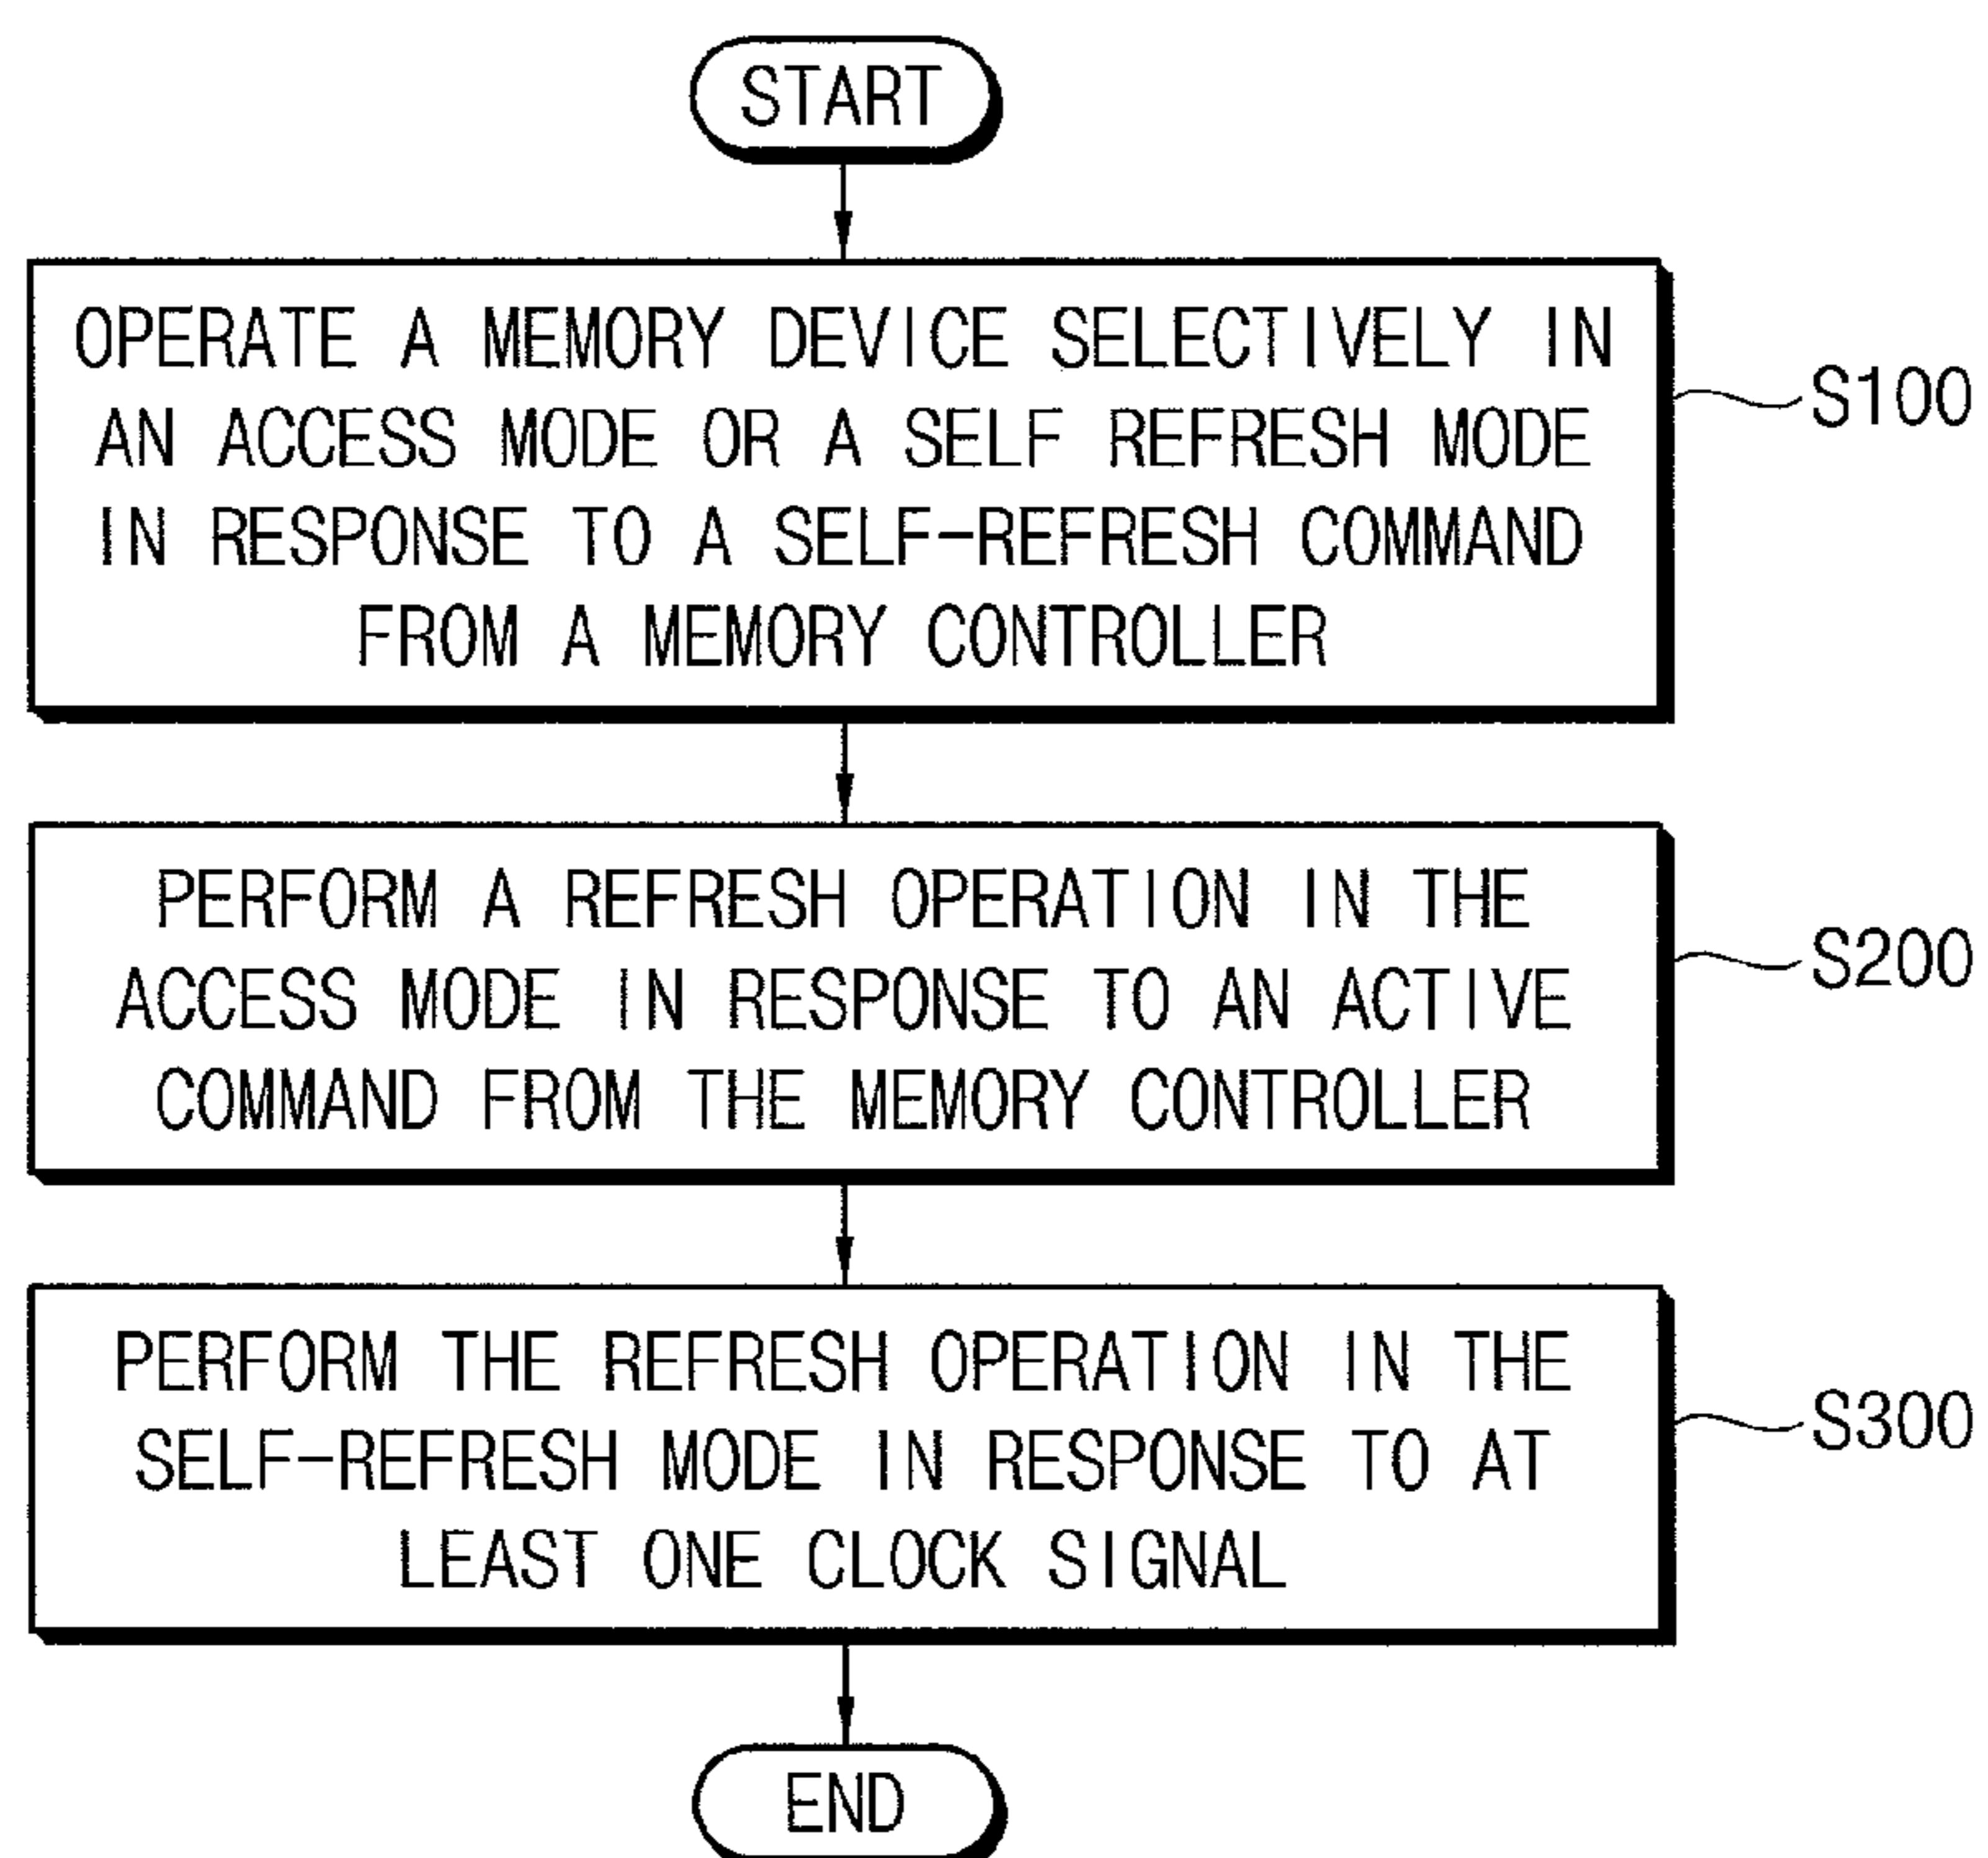 START
OPERATE A MEMORY DEVICE SELECTIVELY IN
AN ACCESS MODE OR A SELF REFRESH MODE
IN RESPONSE TO A SELF-REFRESH COMMAND
FROM A MEMORY CONTROLLER
S100
PERFORM A REFRESH OPERATION IN THE
ACCESS MODE IN RESPONSE TO AN ACTIVE
COMMAND FROM THE MEMORY CONTROLLER
S200
PERFORM THE REFRESH OPERATION IN THE
SELF-REFRESH MODE IN RESPONSE TO AT
LEAST ONE CLOCK SIGNAL
S300
END